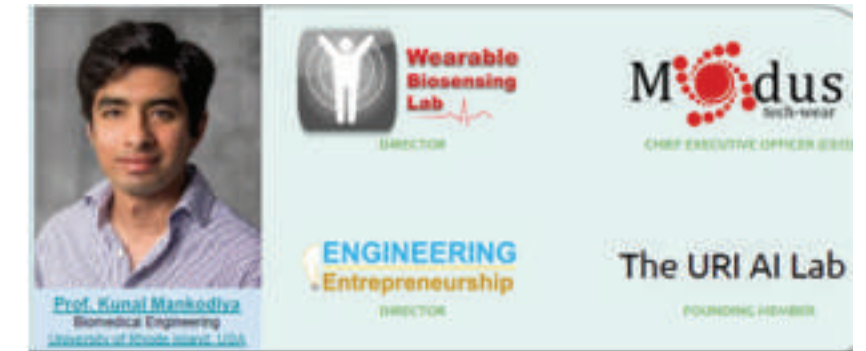 Wearable
Biosensing
Lab
DIRECTOR
Modus
tech-wear
CHIEF EXECUTIVE OFFICER (CEO)
ENGINEERING
Entrepreneurship
DIRECTOR
The URI AI Lab
FOUNDING MEMBER
Prof. Kunal Mankodiya
Biomedical Engineering
University of Rhode Island, USA